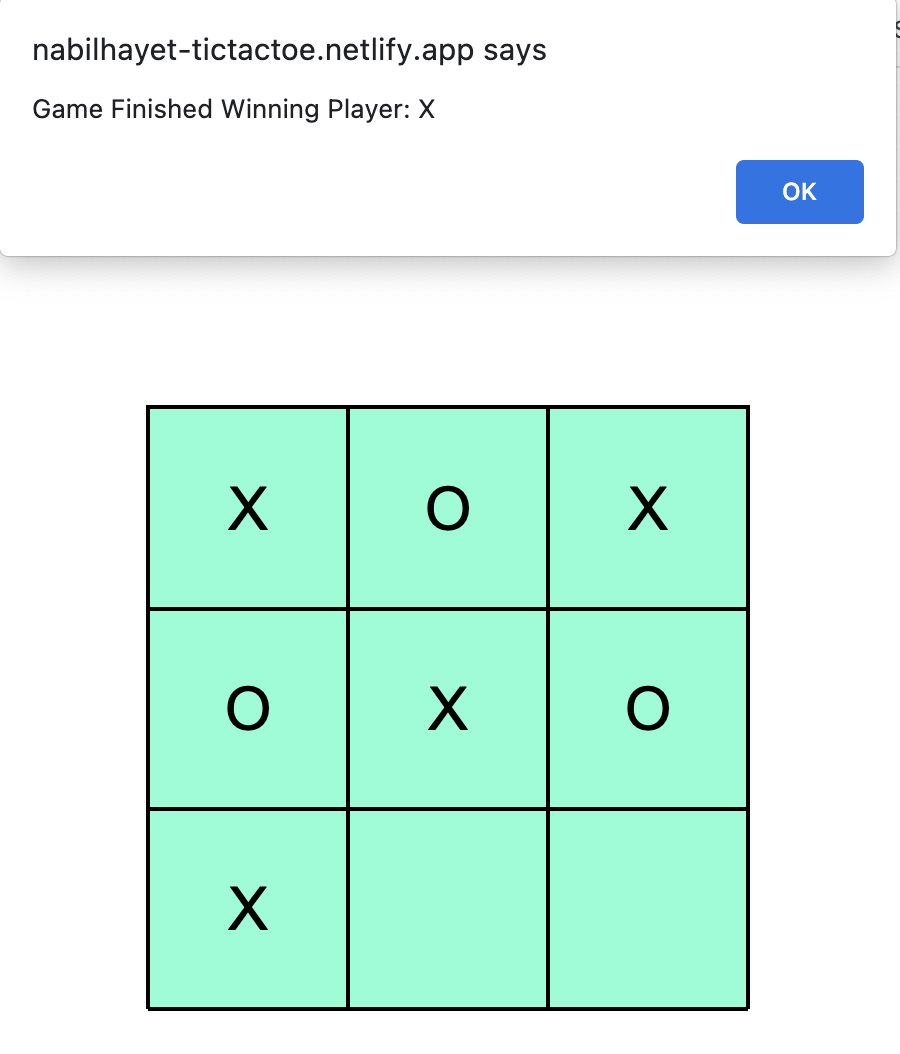 nabilhayet-tictactoe.netlify.app says
Game Finished Winning Player: X
OK
X O X
O X O
X